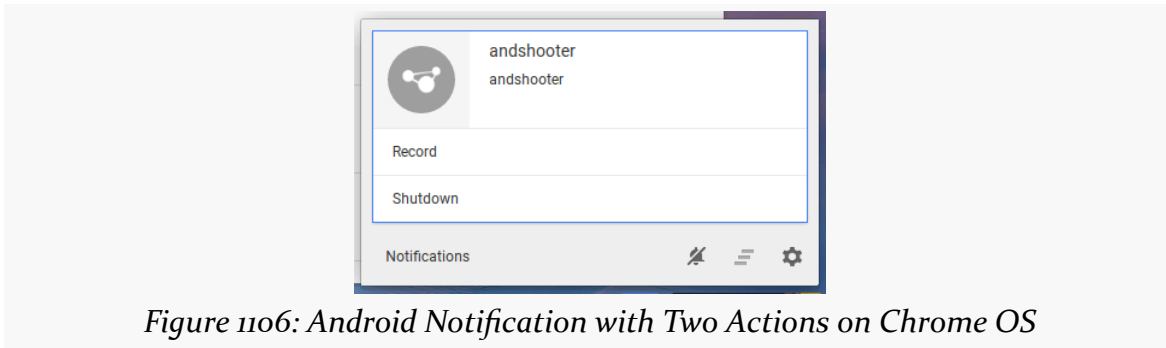 andshooter
andshooter
Record
Shutdown
Notifications
Figure 1106: Android Notification with Two Actions on Chrome OS